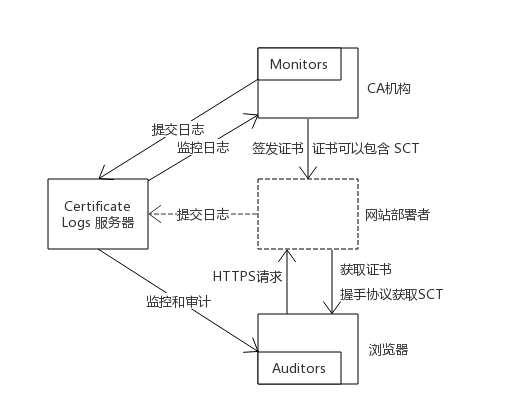 Monitors
CA机构
提交日志
监控日志
签发证书
证书可以包含 SCT
Certificate
Logs 服务器
提交日志
网站部署者
HTTPS请求
获取证书
握手协议获取SCT
监控和审计
浏览器
Auditors